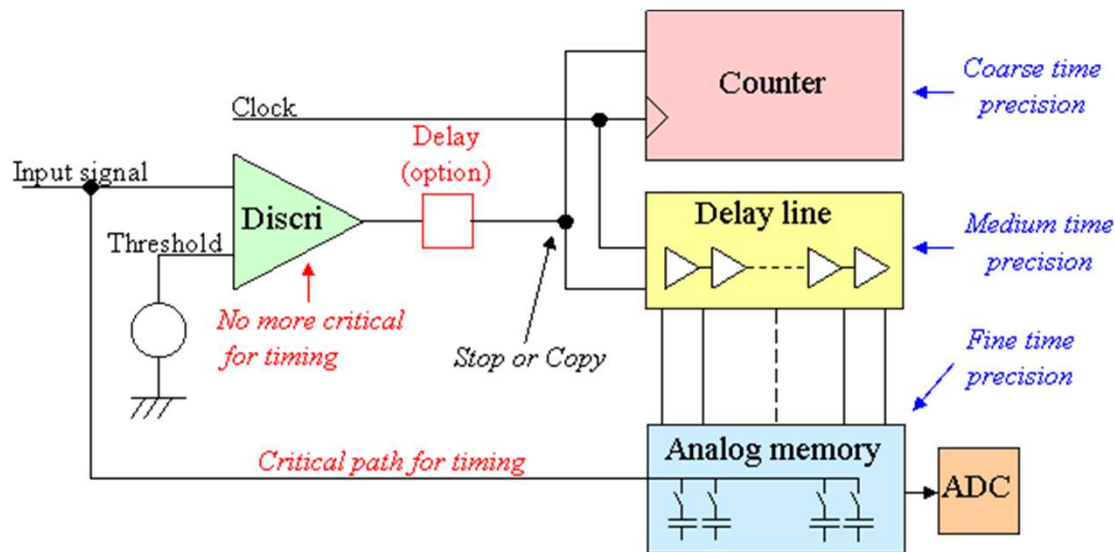 Counter
Coarse time
precision
Clock
Delay
(option)
Input signal
Discri
Threshold
Delay line
Medium time
precision
No more critical
for timing
Stop or Copy
Fine time
precision
Critical path for timing
Analog memory
ADC